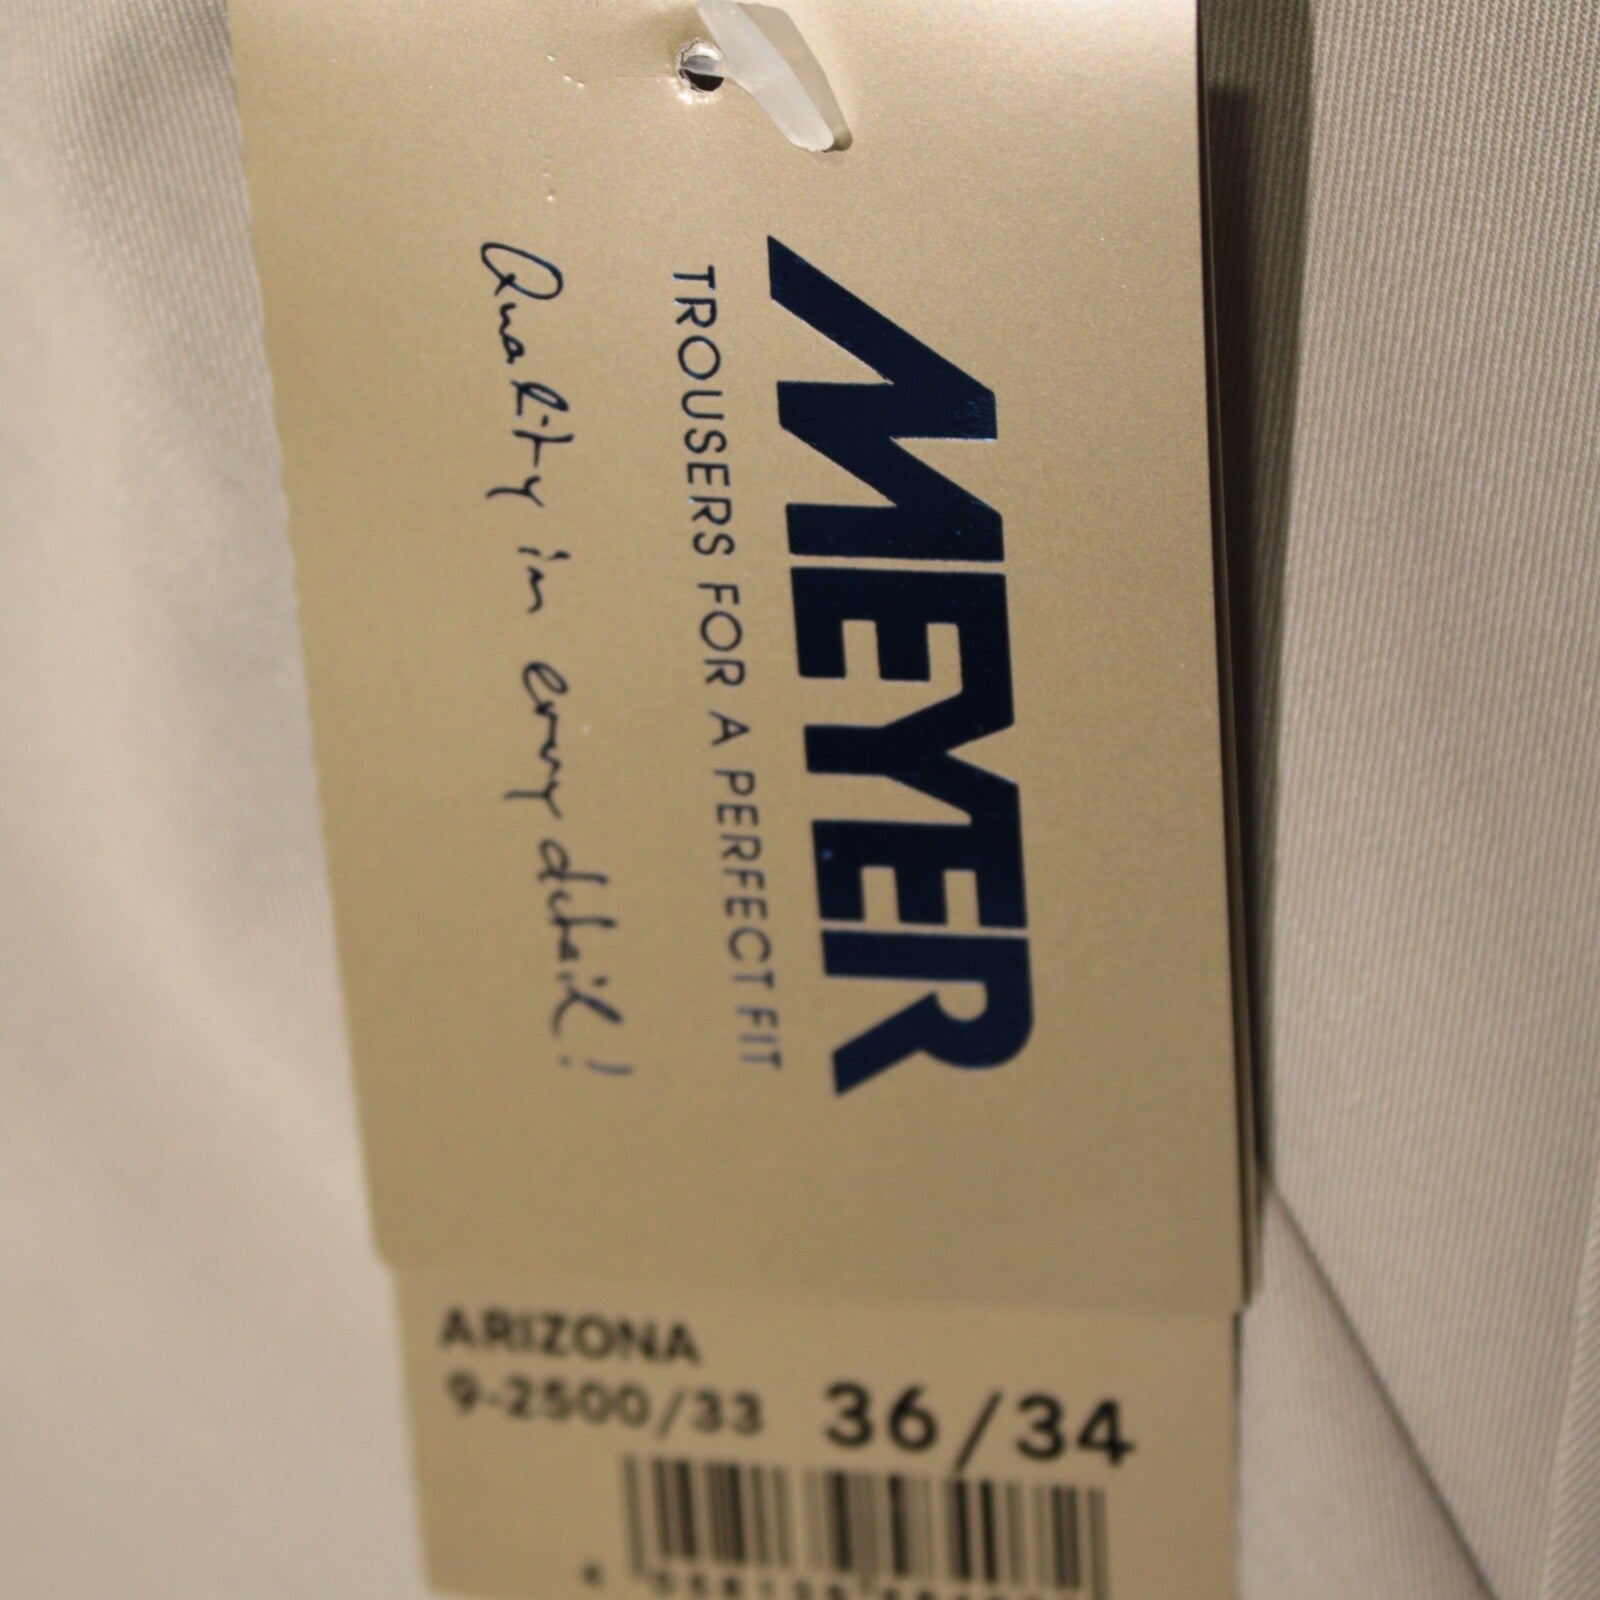 MEYER
TROUSERS FOR A PERFECT FIT
Quality in every detail!
ARIZONA
9-2500/33 36/34